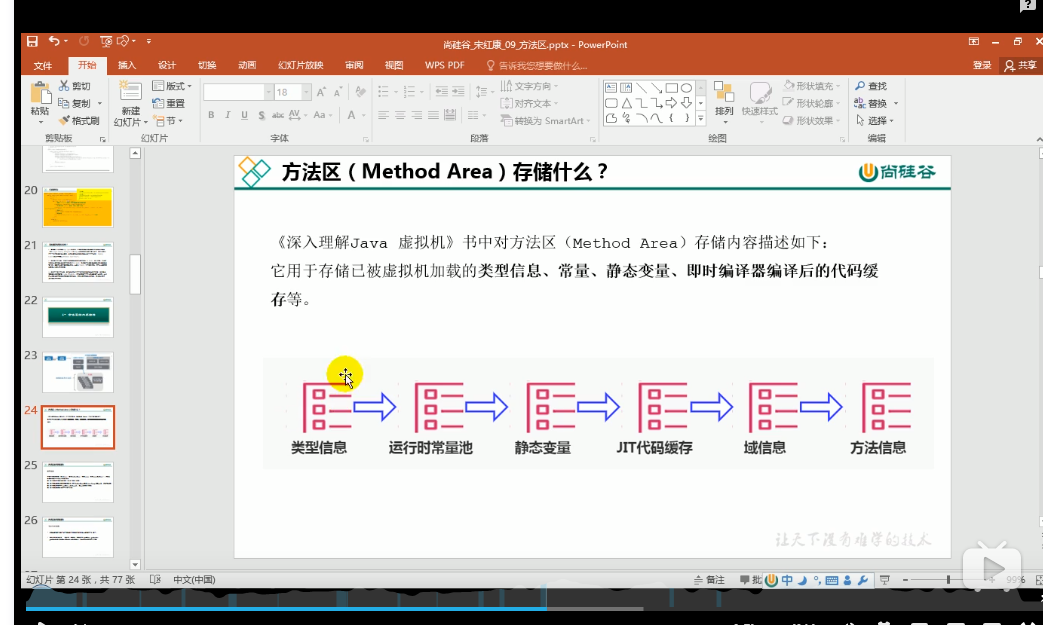 尚硅谷_宋红康_09_方法区.pptx - PowerPoint
文件 开始 插入 设计 切换 动画 幻灯片放映 审阅 视图 WPS PDF 告诉我您想要做什么... 登录 共享
剪切
复制
格式刷
粘贴
剪贴板
新建
幻灯片
版式
重置
节
幻灯片
18
B I U S abc AV Aa A
字体
文字方向
对齐文本
转换为 SmartArt
段落
排列
快速样式
形状填充
形状轮廓
形状效果
绘图
查找
替换
选择
编辑
20
21
22
23
24
25
26
方法区（Method Area）存储什么？
尚硅谷
《深入理解Java 虚拟机》书中对方法区（Method Area）存储内容描述如下：
它用于存储已被虚拟机加载的类型信息、常量、静态变量、即时编译器编译后的代码缓
存等。
类型信息 运行时常量池 静态变量 JIT代码缓存 域信息 方法信息
让天下没有难学的技术
幻灯片 第 24 张，共 77 张 中文(中国) 备注 批 中 99%